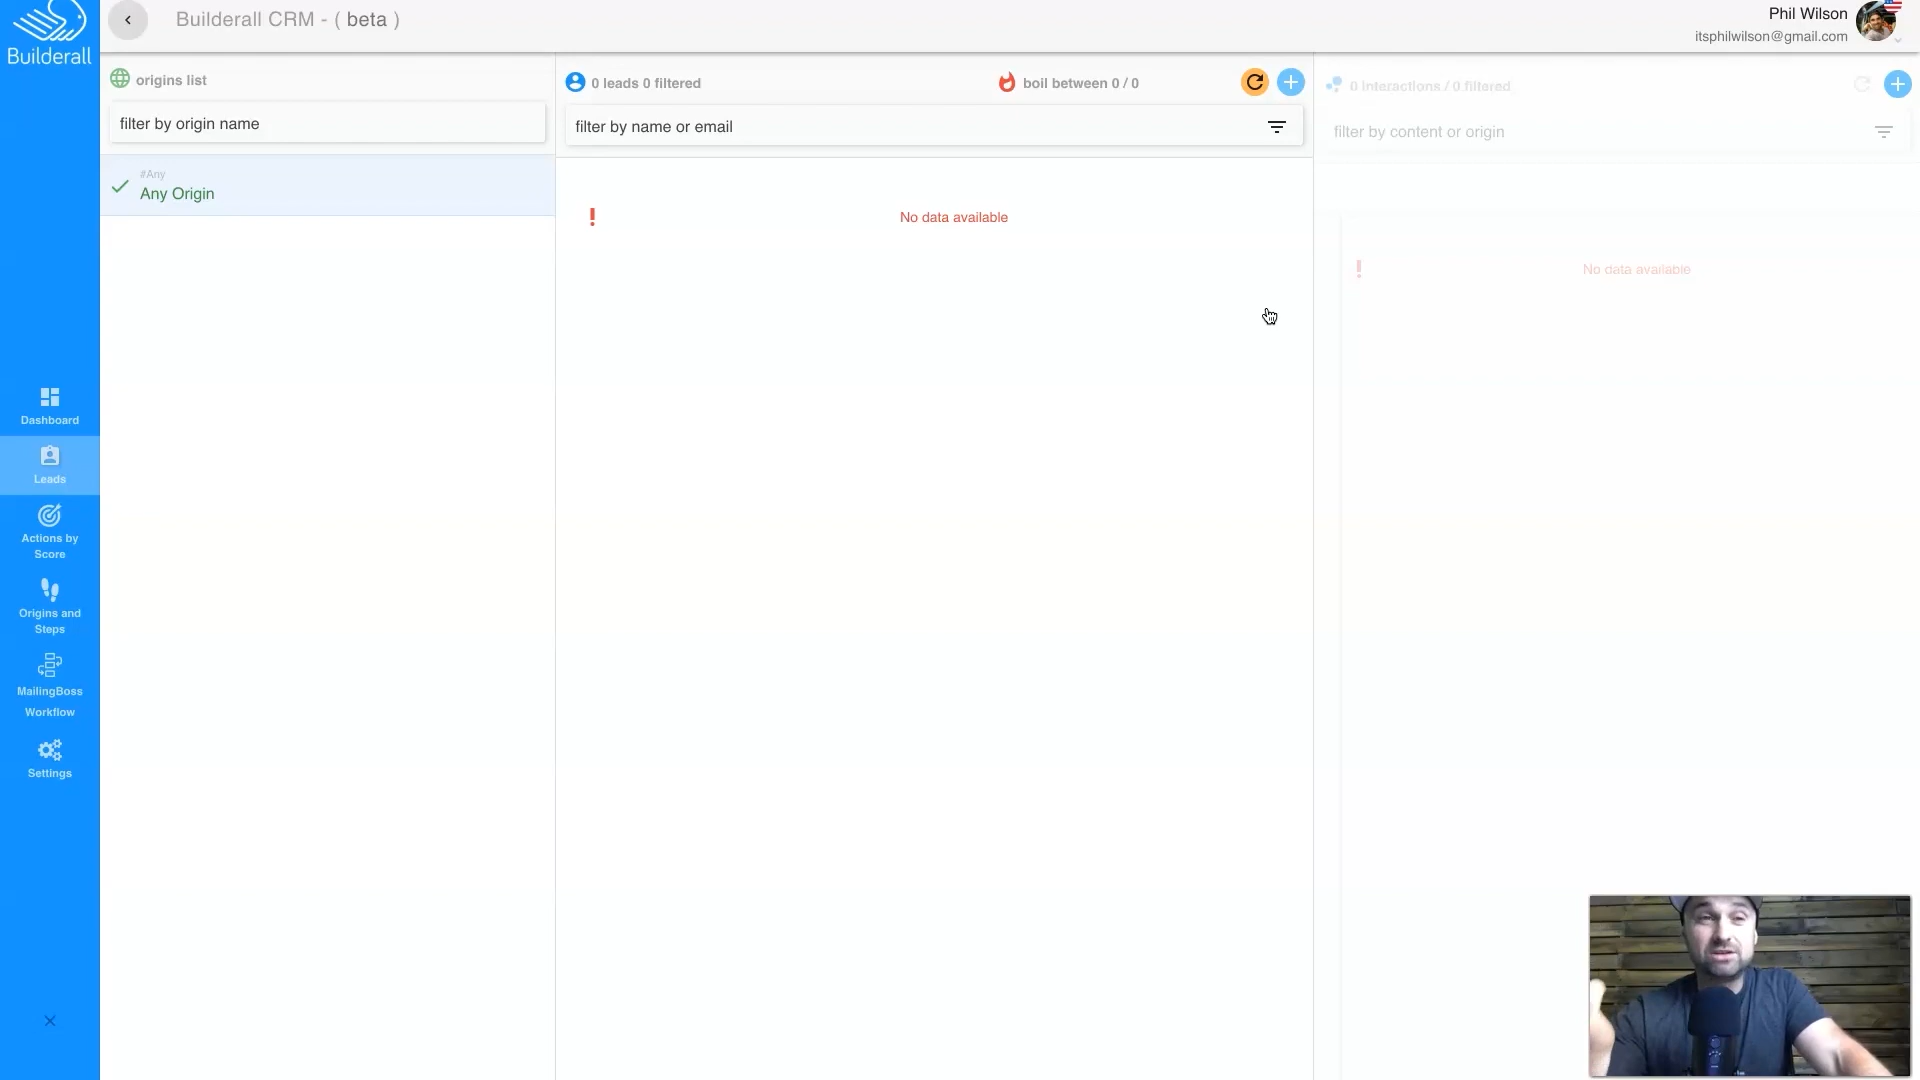 Builderall
Builderall CRM - ( beta )
Phil Wilson
itsphilwilson@gmail.com
origins list
filter by origin name
#Any
Any Origin
0 leads 0 filtered
boil between 0 / 0
filter by name or email
No data available
0 interactions / 0 filtered
filter by content or origin
No data available
Dashboard
Leads
Actions by
Score
Origins and
Steps
MailingBoss
Workflow
Settings